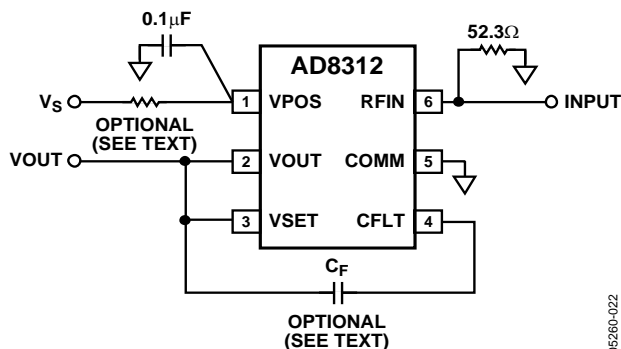 0.1µF
52.3Ω
AD8312
VS
1 VPOS RFIN 6
INPUT
OPTIONAL
(SEE TEXT)
VOUT
2 VOUT COMM 5
3 VSET CFLT 4
CF
OPTIONAL
(SEE TEXT)
05260-022